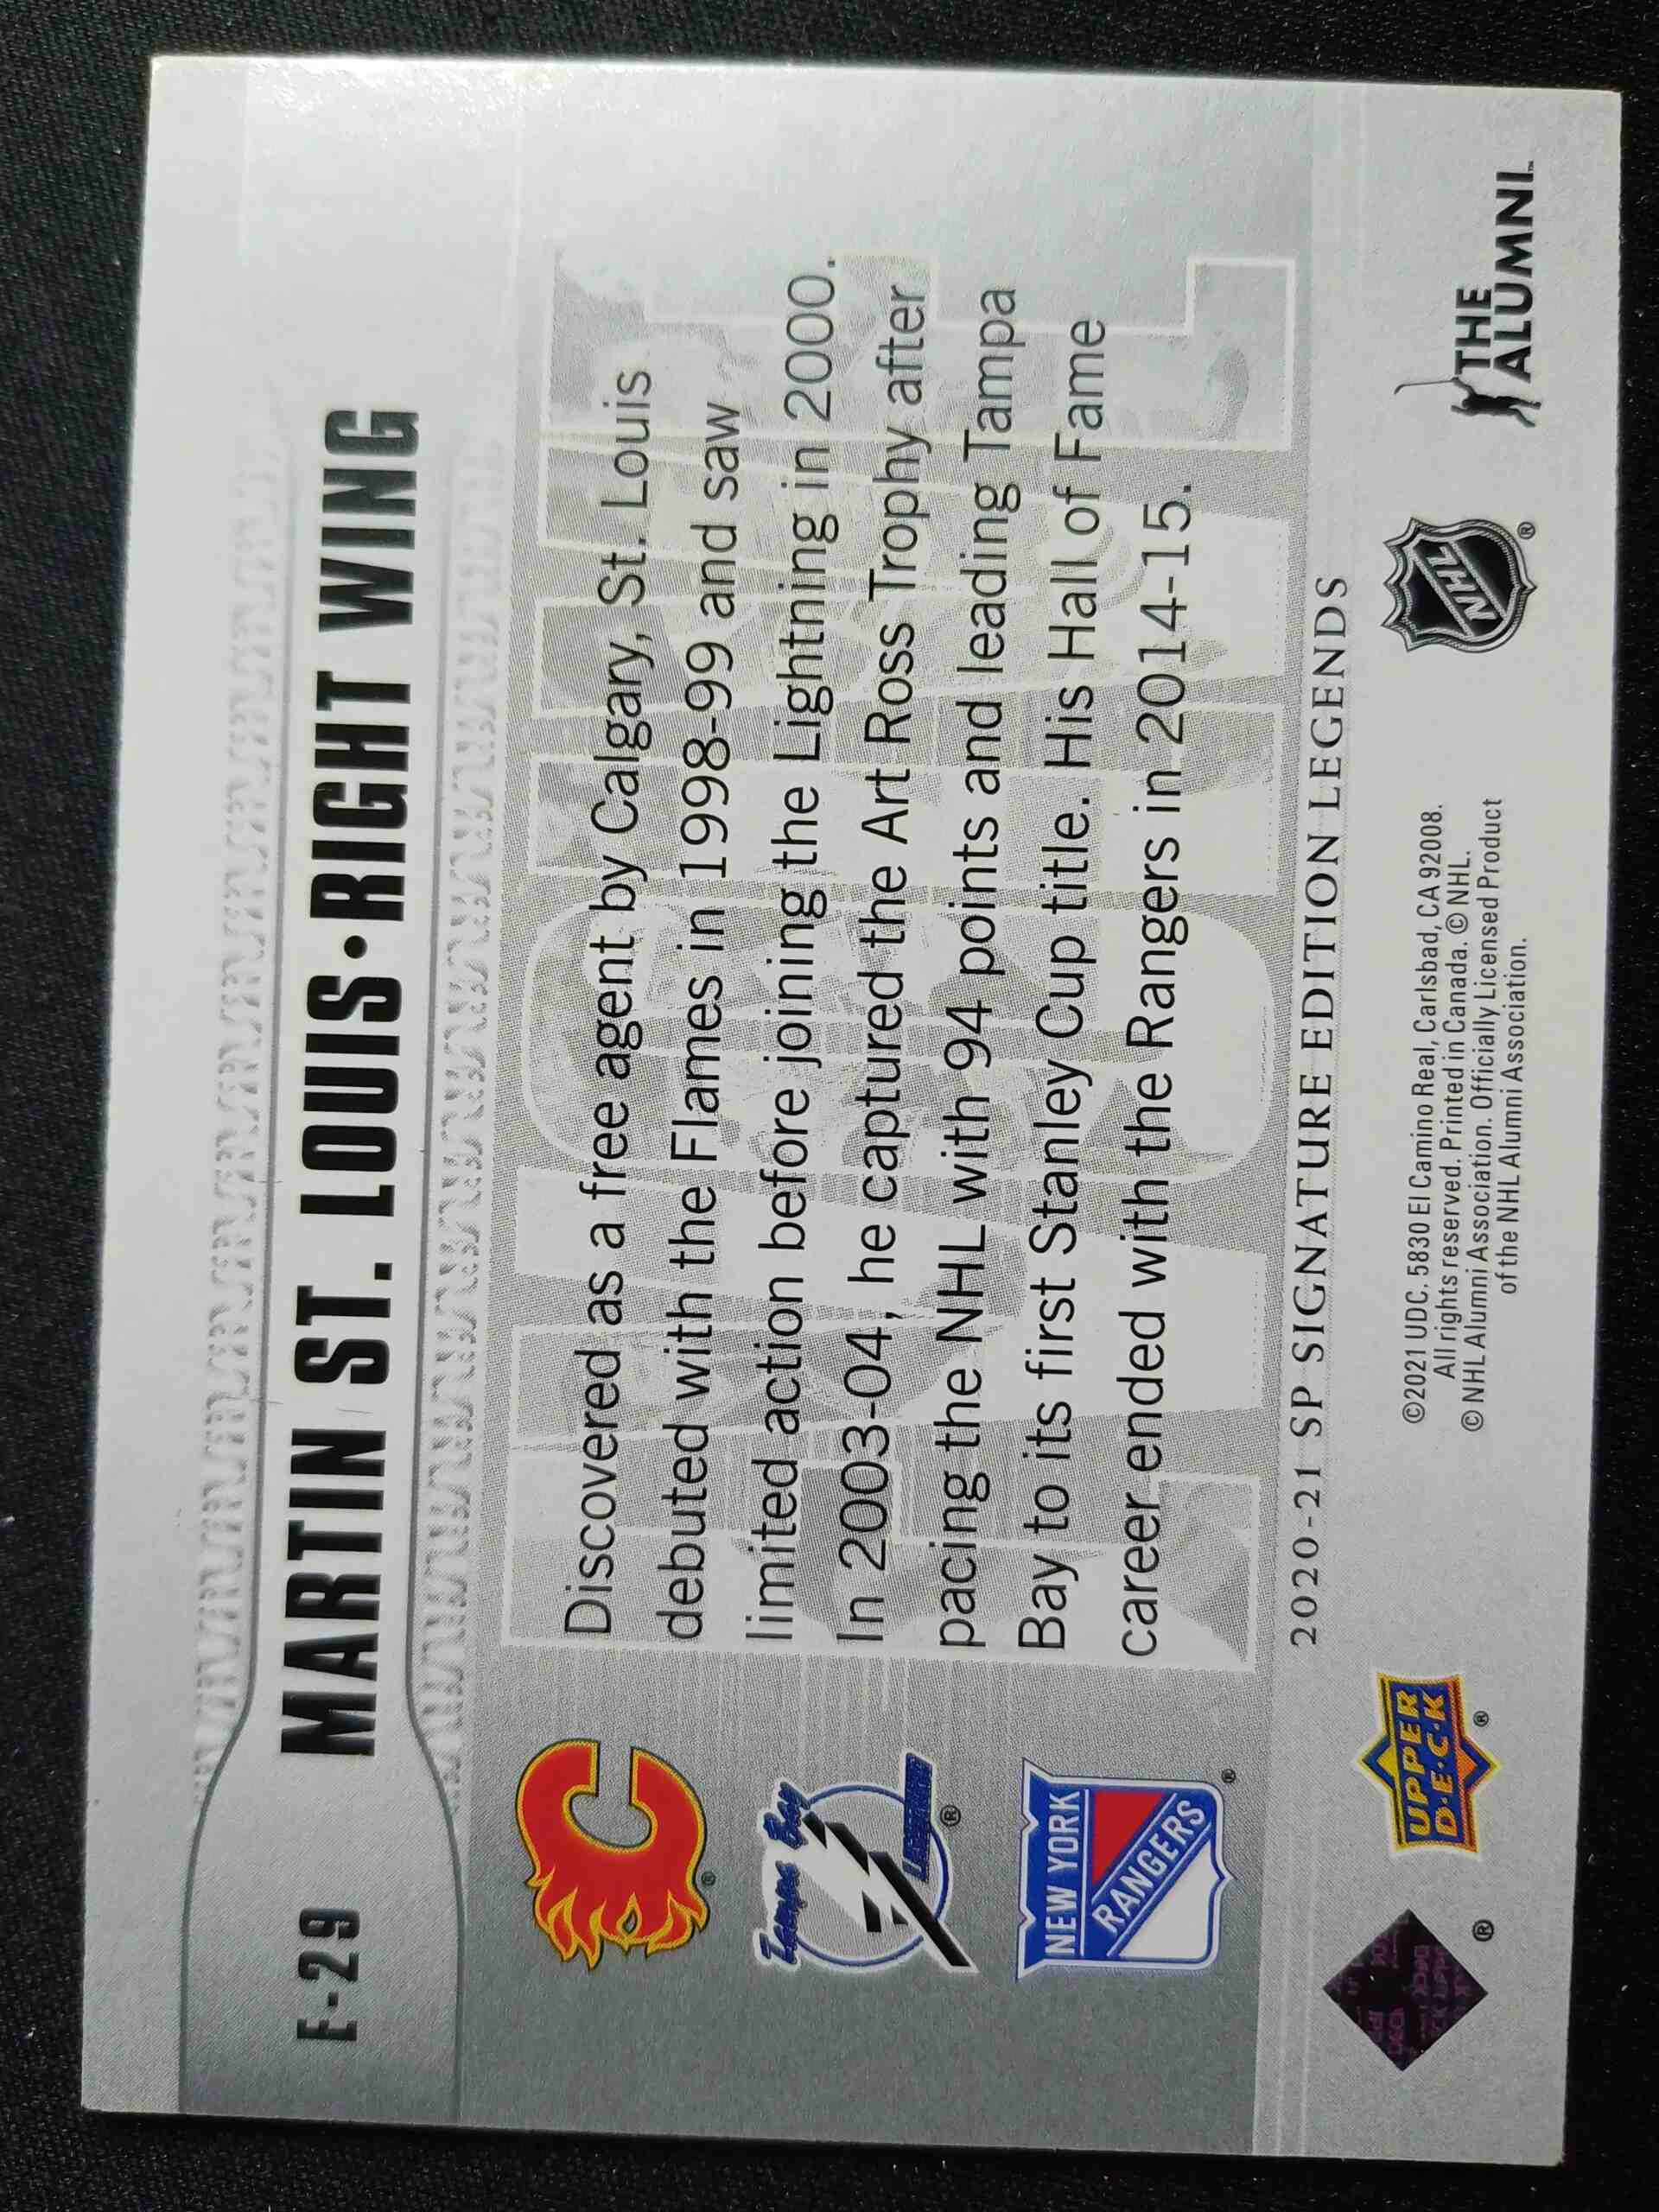 E-29
MARTIN ST. LOUIS • RIGHT WING
Discovered as a free agent by Calgary, St. Louis
debuted with the Flames in 1998-99 and saw
limited action before joining the Lightning in 2000.
In 2003-04, he captured the Art Ross Trophy after
pacing the NHL with 94 points and leading Tampa
Bay to its first Stanley Cup title. His Hall of Fame
career ended with the Rangers in 2014-15.
Tampa Bay
LIGHTNING
®
NEW YORK
RANGERS
®
2020-21 SP SIGNATURE EDITION LEGENDS
®
UPPER
D·E·C·K
®
©2021 UDC. 5830 El Camino Real, Carlsbad, CA 92008.
All rights reserved. Printed in Canada. © NHL.
© NHL Alumni Association. Officially Licensed Product
of the NHL Alumni Association.
NHL
®
THE
ALUMNI™